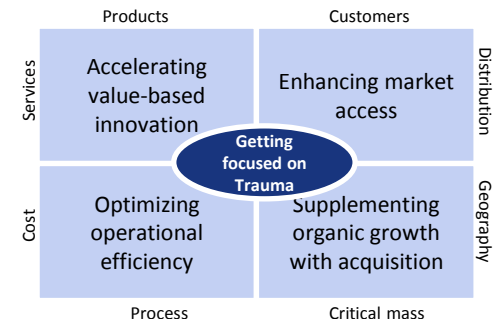 Products
Customers
Services
Accelerating
value-based
innovation
Enhancing market
access
Distribution
Getting
focused on
Trauma
Cost
Optimizing
operational
efficiency
Supplementing
organic growth
with acquisition
Geography
Process
Critical mass